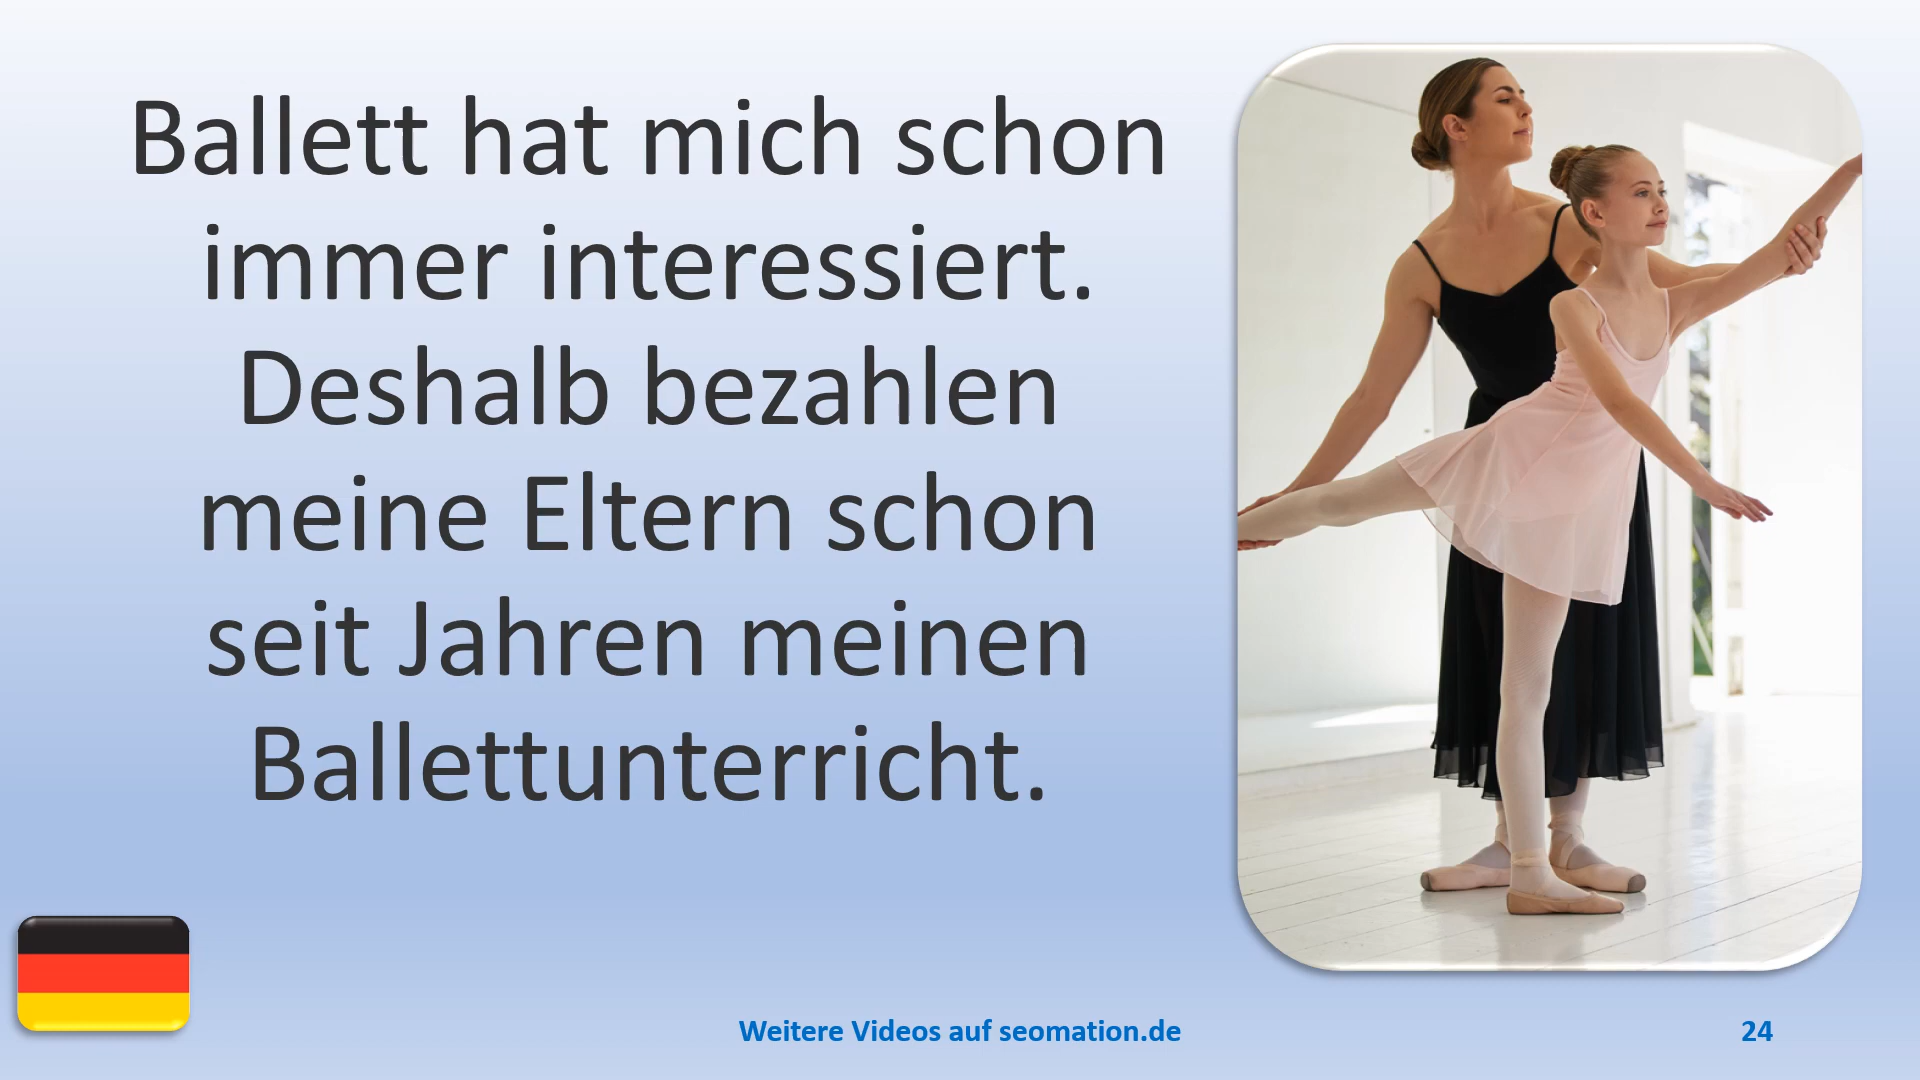 Ballett hat mich schon
immer interessiert.
Deshalb bezahlen
meine Eltern schon
seit Jahren meinen
Ballettunterricht.
Weitere Videos auf seomation.de
24